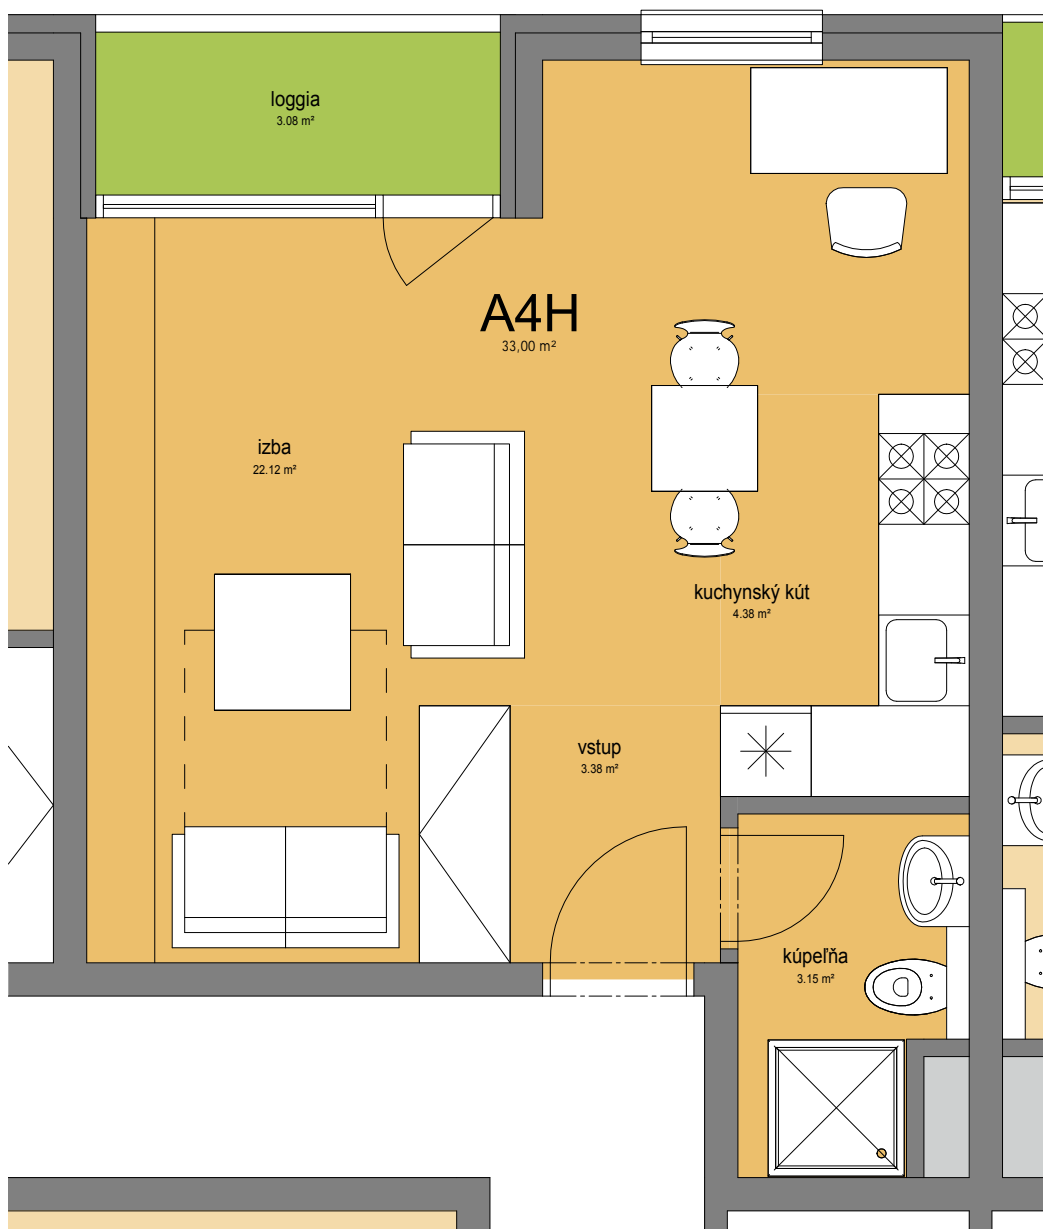 loggia
3.08 m²
A4H
33,00 m²
izba
22.12 m²
kuchynský kút
4.38 m²
vstup
3.38 m²
kúpeľňa
3.15 m²